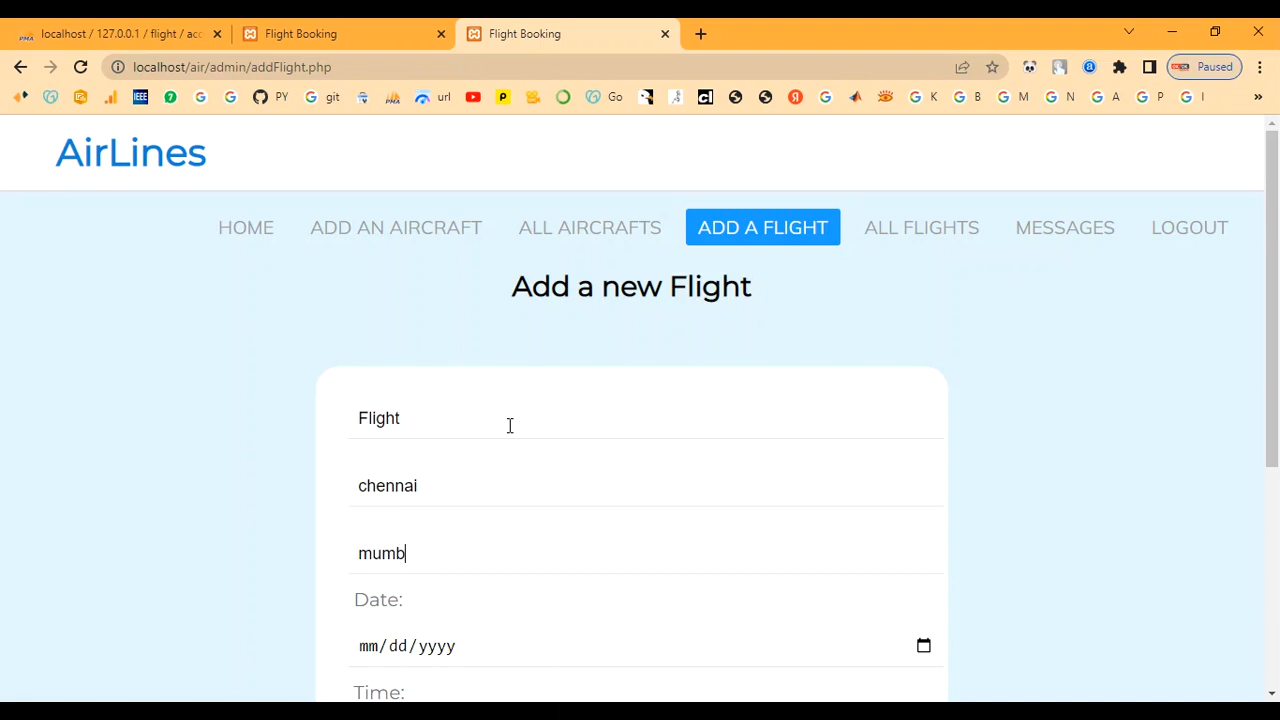 localhost / 127.0.0.1 / flight / acc
Flight Booking
Flight Booking
localhost/air/admin/addFlight.php
Paused
IEEE
PY
git
url
Go
K
B
M
N
A
P
I
AirLines
HOME
ADD AN AIRCRAFT
ALL AIRCRAFTS
ADD A FLIGHT
ALL FLIGHTS
MESSAGES
LOGOUT
Add a new Flight
Flight
chennai
mumb
Date:
mm/dd/yyyy
Time: